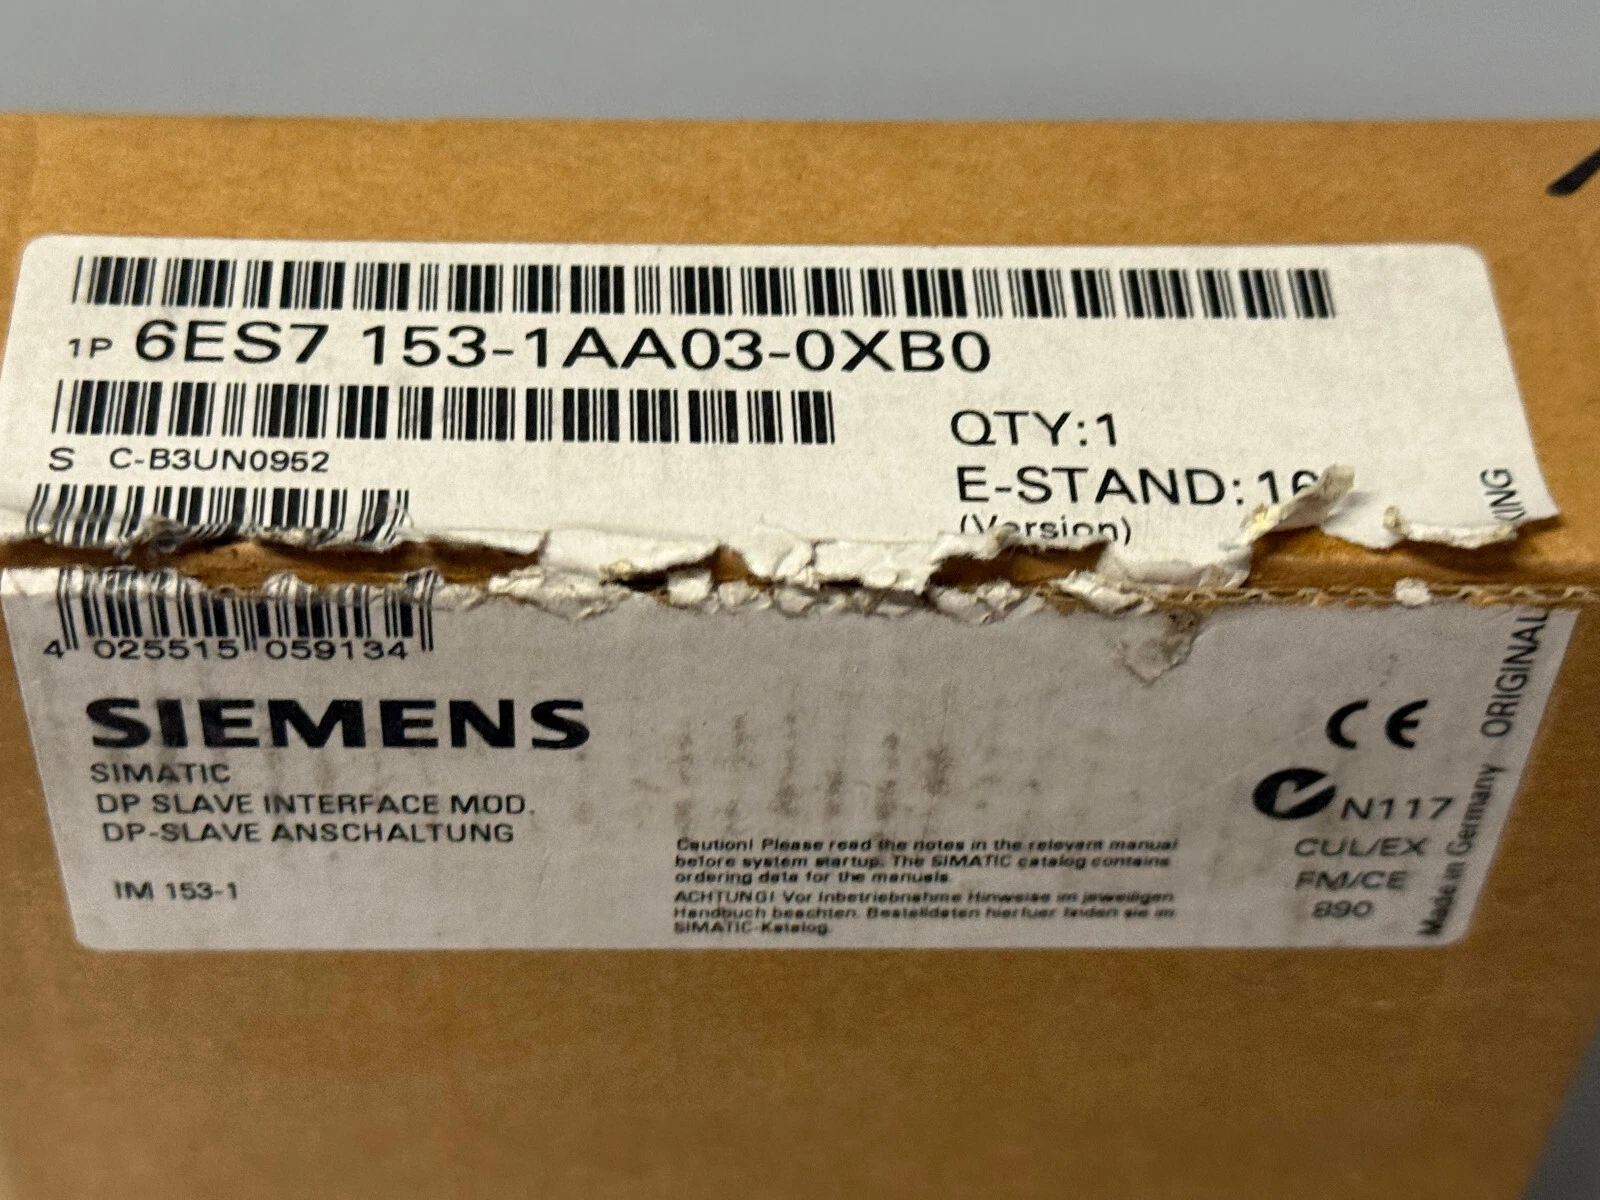 1P 6ES7 153-1AA03-0XB0
S C-B3UN0952
QTY:1
E-STAND:16
(Version)
4 025515 059134
SIEMENS
SIMATIC
DP SLAVE INTERFACE MOD.
DP-SLAVE ANSCHALTUNG
IM 153-1
Caution! Please read the notes in the relevant manual
before system startup. The SIMATIC catalog contains
ordering data for the manuals.
ACHTUNG! Vor Inbetriebnahme Hinweise im jeweiligen
Handbuch beachten. Bestelldaten hierfuer finden sie im
SIMATIC-Katalog.
CE
N117
CUL/EX
FM/CE
890
Made in Germany ORIGINAL